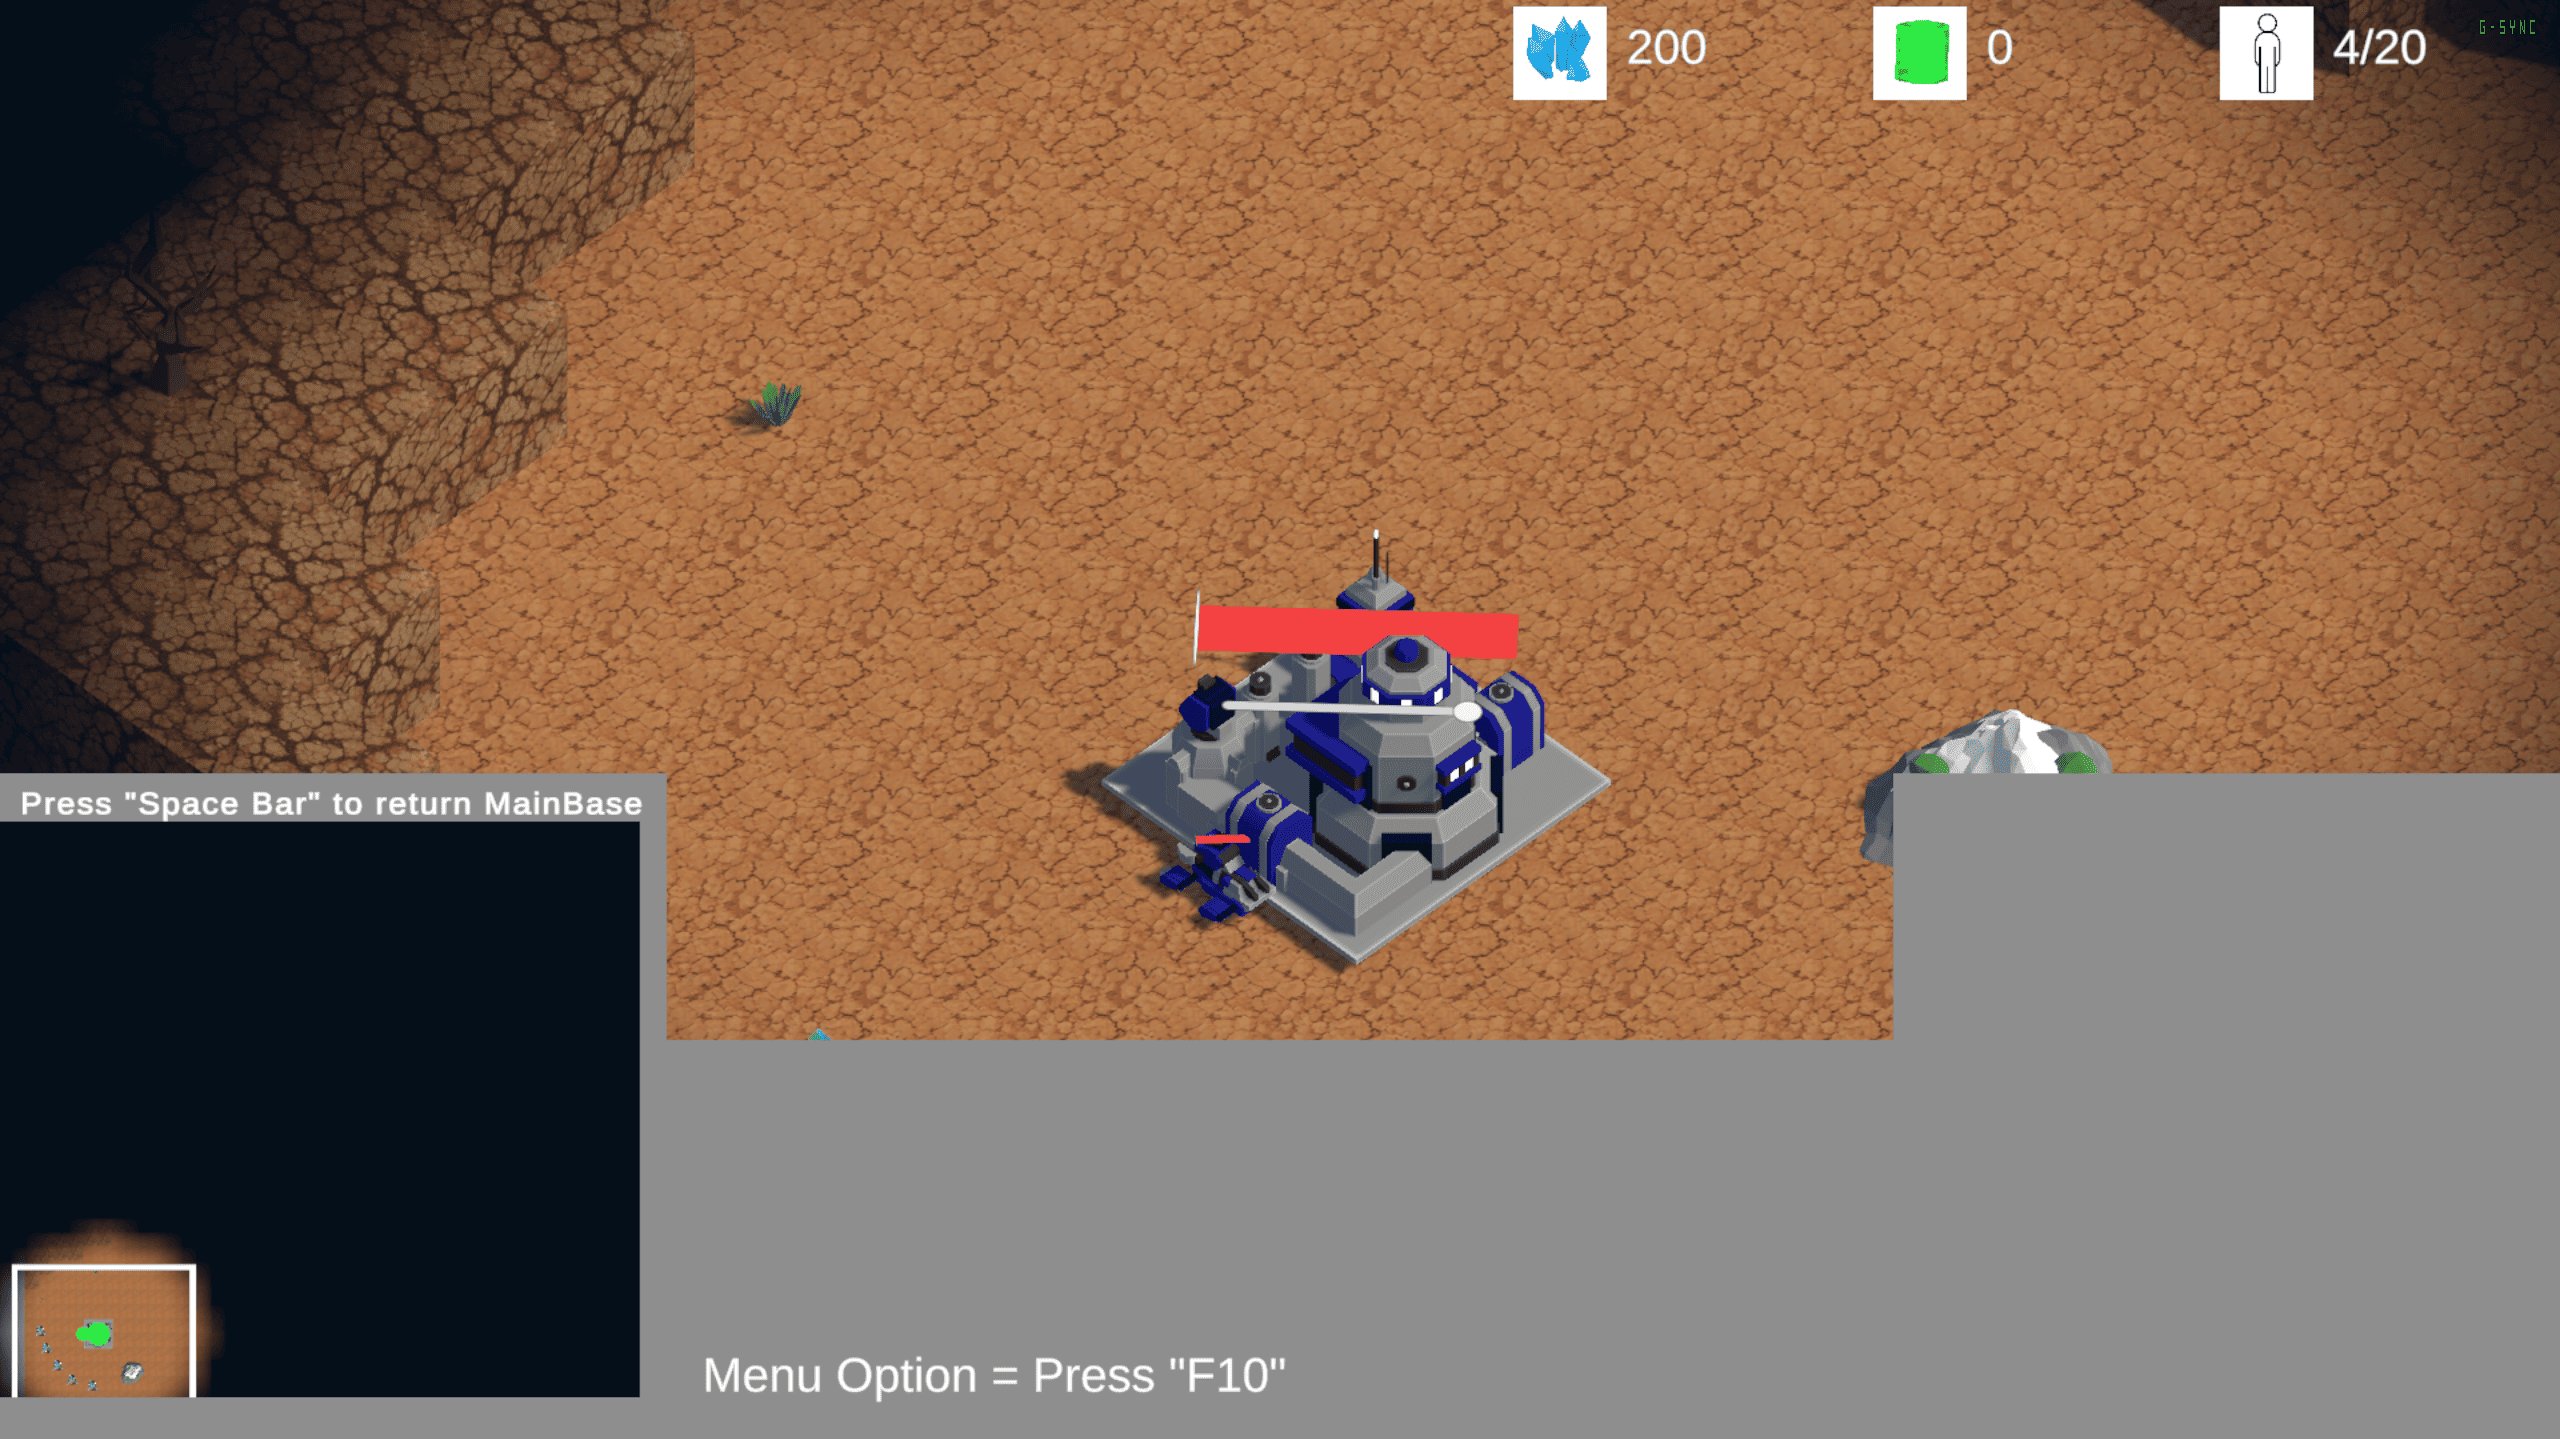 200
0
4/20
G-SYNC
Press "Space Bar" to return MainBase
Menu Option = Press "F10"